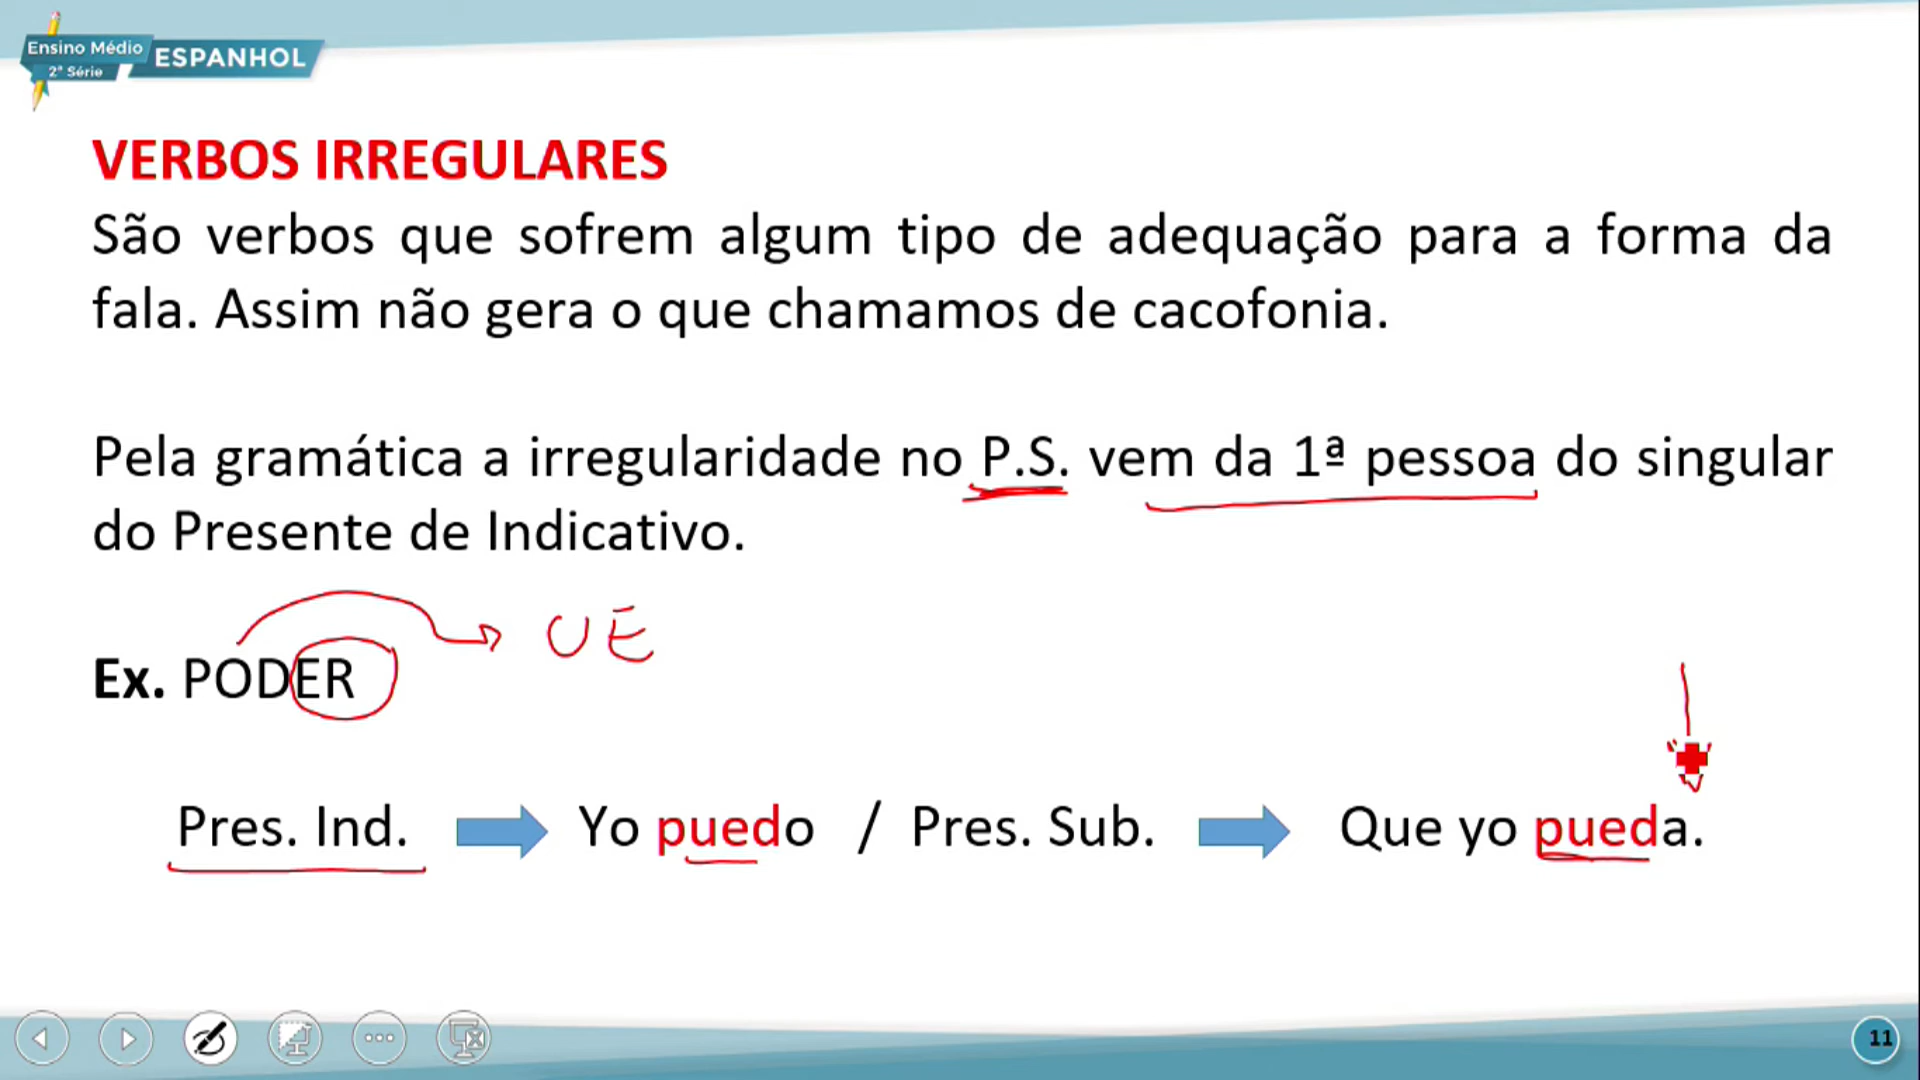 Ensino Médio
2ª Série
ESPANHOL
VERBOS IRREGULARES
São verbos que sofrem algum tipo de adequação para a forma da
fala. Assim não gera o que chamamos de cacofonia.
Pela gramática a irregularidade no P.S. vem da 1ª pessoa do singular
do Presente de Indicativo.
UE
Ex. PODER
Pres. Ind. Yo puedo / Pres. Sub. Que yo pueda.
11